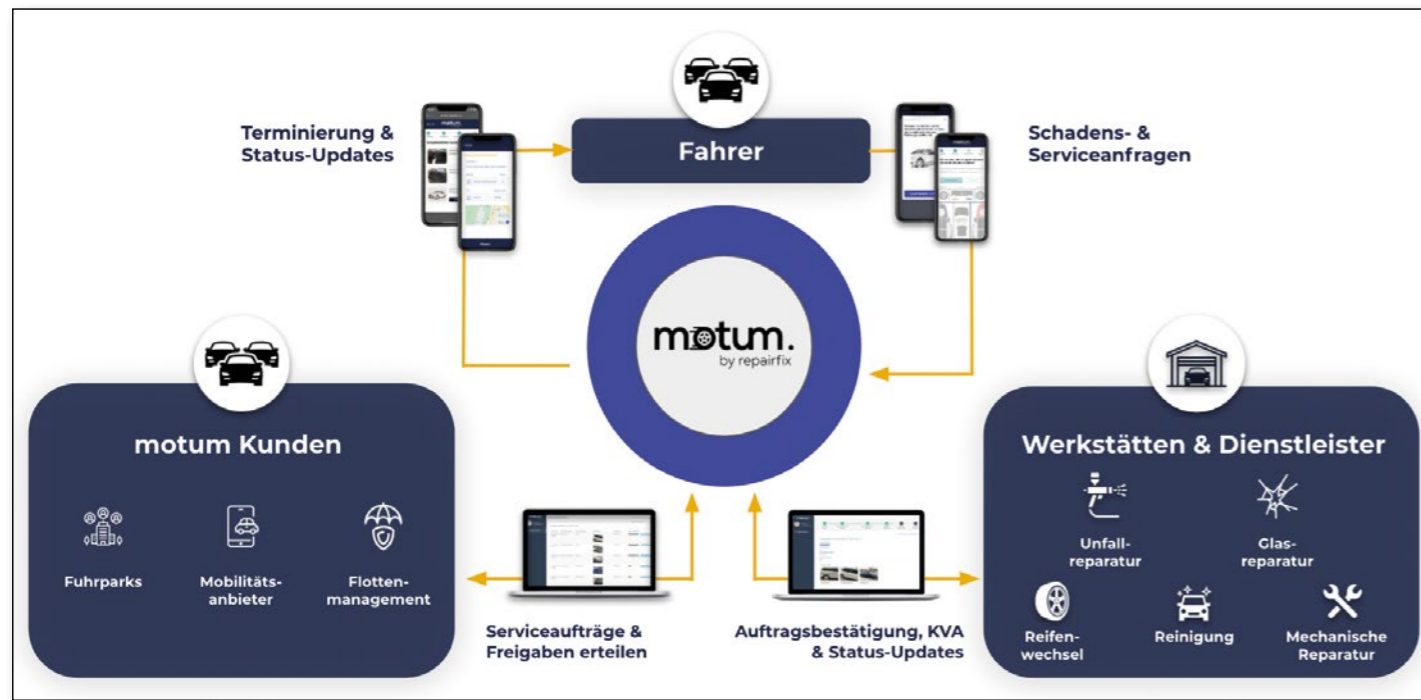 Terminierung &
Status-Updates
Fahrer
Schadens- &
Serviceanfragen
motum.
by repairfix
motum Kunden
Fuhrparks
Mobilitäts-
anbieter
Flotten-
management
Werkstätten & Dienstleister
Unfall-
reparatur
Glas-
reparatur
Reifen-
wechsel
Reinigung
Mechanische
Reparatur
Serviceaufträge &
Freigaben erteilen
Auftragsbestätigung, KVA
& Status-Updates